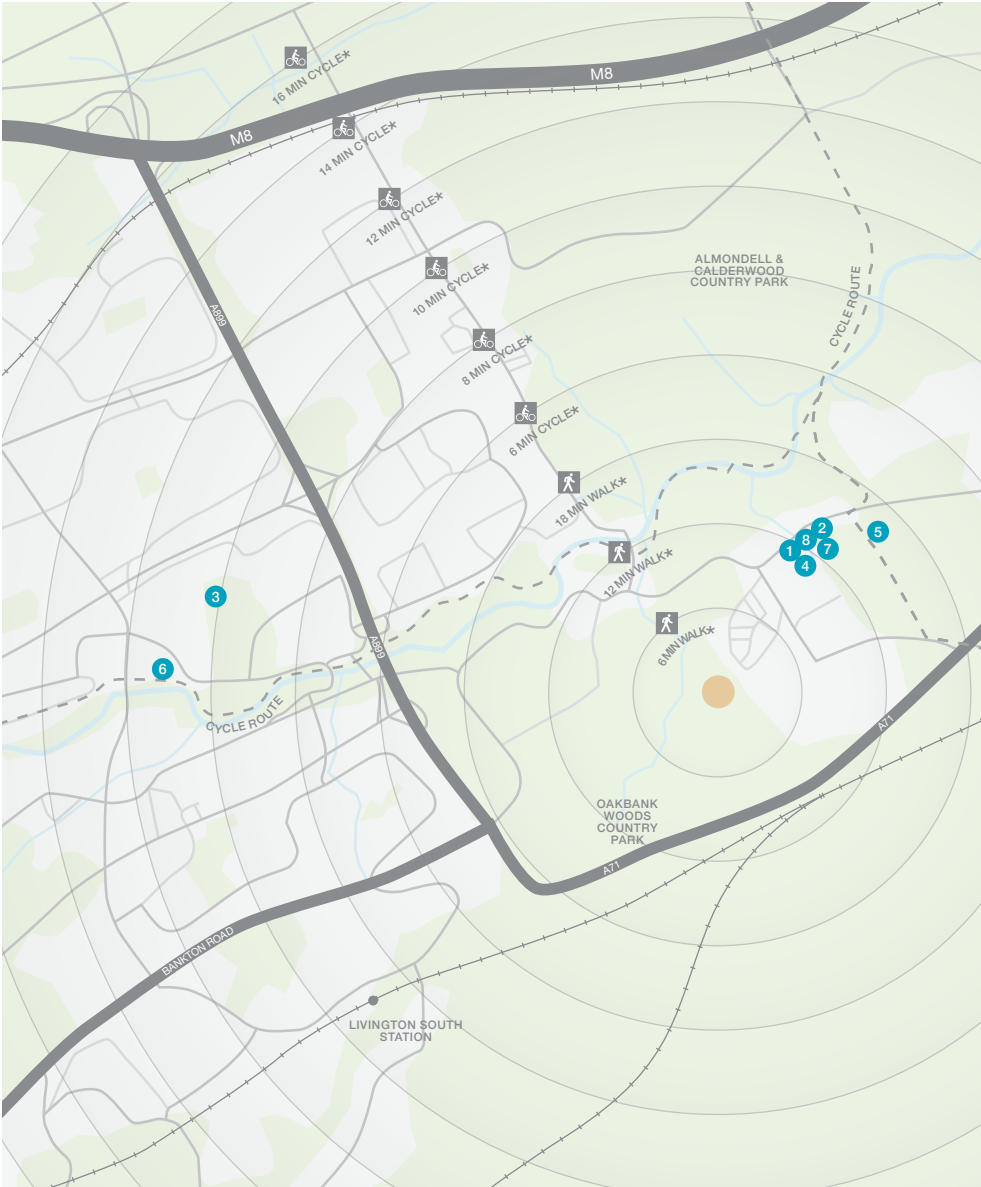 16 MIN CYCLE*
M8
M8
14 MIN CYCLE*
12 MIN CYCLE*
ALMONDELL &
CALDERWOOD
COUNTRY PARK
10 MIN CYCLE*
CYCLE ROUTE
A899
8 MIN CYCLE*
6 MIN CYCLE*
18 MIN WALK*
2
5
8
7
1
4
12 MIN WALK*
3
6 MIN WALK*
A899
6
CYCLE ROUTE
A71
OAKBANK
WOODS
COUNTRY
PARK
A71
BANKTON ROAD
LIVINGTON SOUTH
STATION